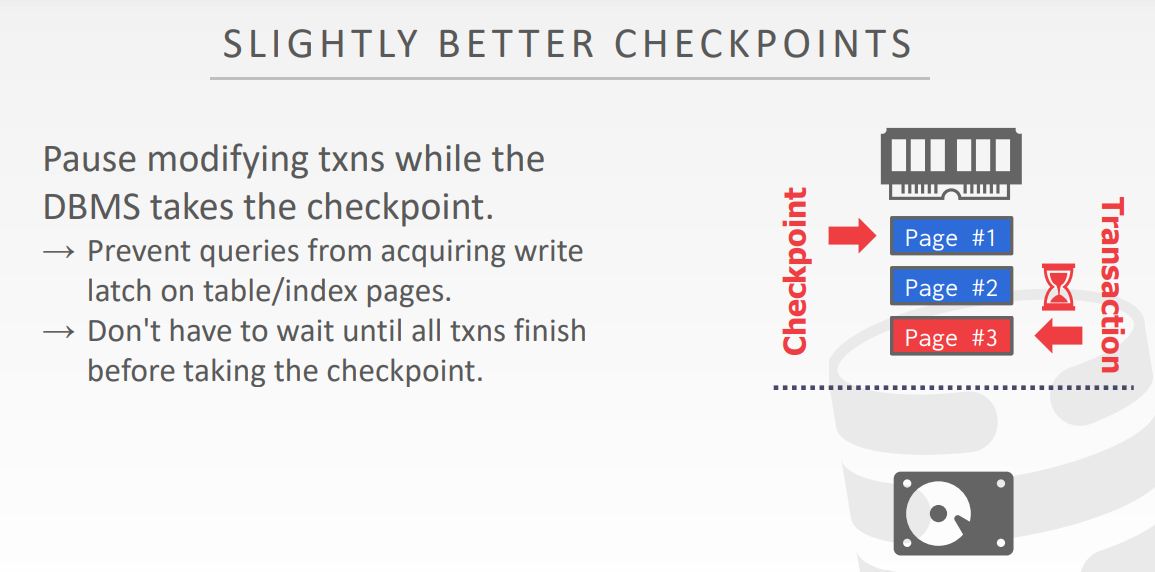 SLIGHTLY BETTER CHECKPOINTS
Pause modifying txns while the
DBMS takes the checkpoint.
→ Prevent queries from acquiring write
latch on table/index pages.
→ Don't have to wait until all txns finish
before taking the checkpoint.
Checkpoint
Page #1
Page #2
Page #3
Transaction